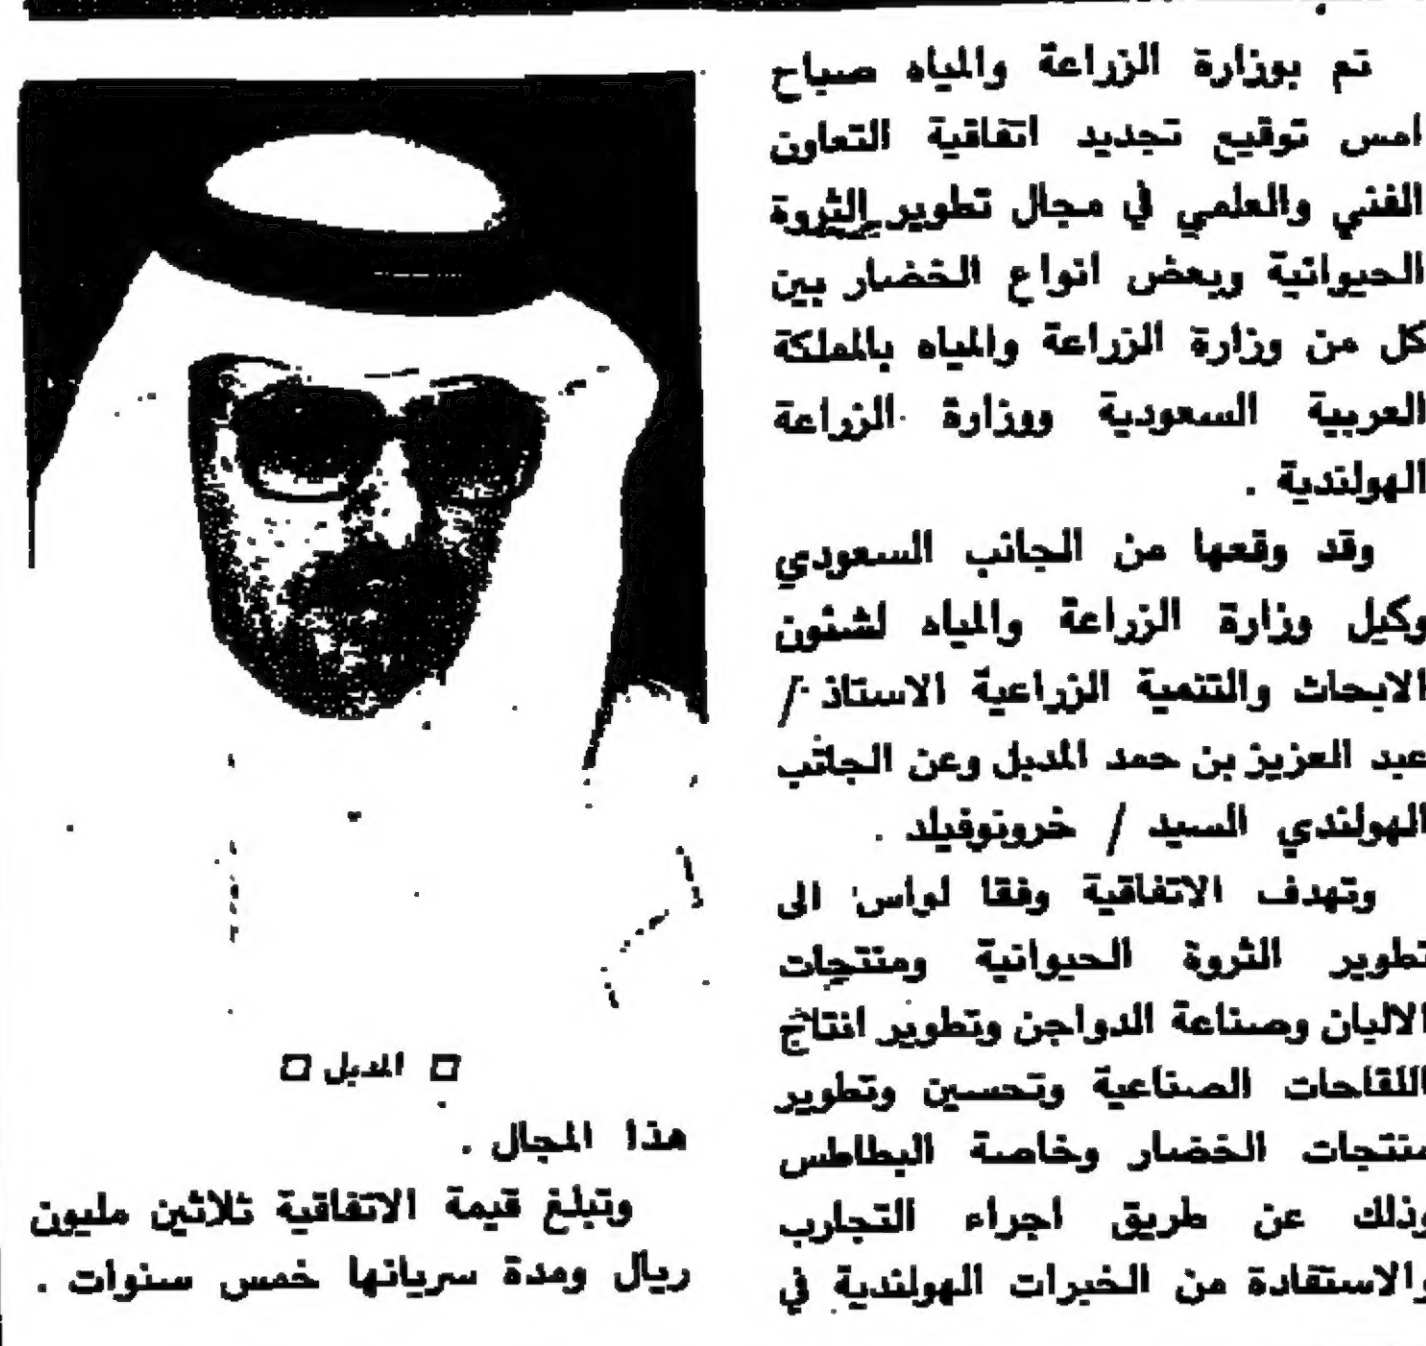 تم بوزارة الزراعة والمياه صباح
امس توقيع تجديد اتفاقية التعاون
الفني والعلمي في مجال تطوير الثروة
الحيوانية وبعض انواع الخضار بين
كل من وزارة الزراعة والمياه بالمملكة
العربية السعودية ووزارة الزراعة
الهولندية .
وقد وقعها من الجانب السعودي
وكيل وزارة الزراعة والمياه لشئون
الابحاث والتنمية الزراعية الاستاذ /
عبد العزيز بن حمد المدبل وعن الجانب
الهولندي السيد / خرونوفيلد .
وتهدف الاتفاقية وفقا لواس الى
تطوير الثروة الحيوانية ومنتجات
الالبان وصناعة الدواجن وتطوير انتاج
اللقاحات الصناعية وتحسين وتطوير
منتجات الخضار وخاصة البطاطس
وذلك عن طريق اجراء التجارب
والاستفادة من الخبرات الهولندية في
□ المدبل □
هذا المجال .
وتبلغ قيمة الاتفاقية ثلاثين مليون
ريال ومدة سريانها خمس سنوات .